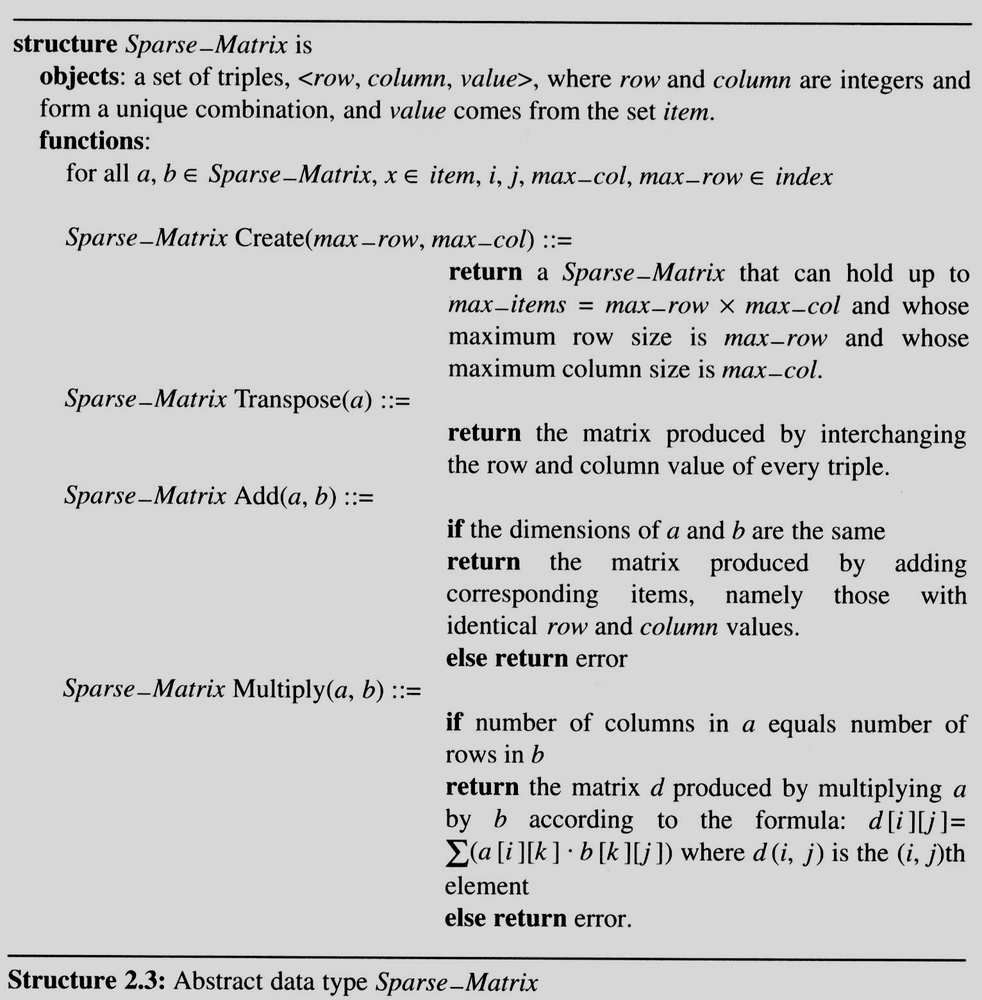 structure Sparse_Matrix is
objects: a set of triples, <row, column, value>, where row and column are integers and
form a unique combination, and value comes from the set item.
functions:
for all a, b ∈ Sparse_Matrix, x ∈ item, i, j, max_col, max_row ∈ index
Sparse_Matrix Create(max_row, max_col) ::=
return a Sparse_Matrix that can hold up to
max_items = max_row × max_col and whose
maximum row size is max_row and whose
maximum column size is max_col.
Sparse_Matrix Transpose(a) ::=
return the matrix produced by interchanging
the row and column value of every triple.
Sparse_Matrix Add(a, b) ::=
if the dimensions of a and b are the same
return the matrix produced by adding
corresponding items, namely those with
identical row and column values.
else return error
Sparse_Matrix Multiply(a, b) ::=
if number of columns in a equals number of
rows in b
return the matrix d produced by multiplying a
by b according to the formula: d[i][j]=
∑(a[i][k] · b[k][j]) where d(i, j) is the (i, j)th
element
else return error.
Structure 2.3: Abstract data type Sparse_Matrix